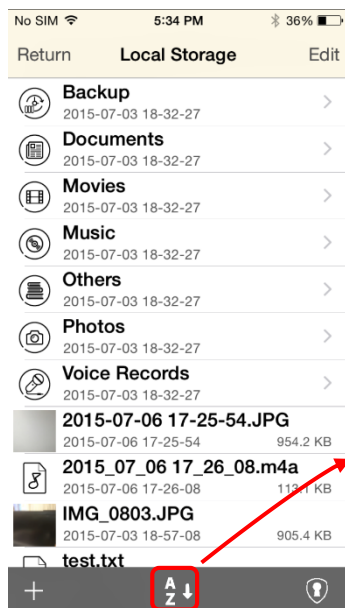 No SIM 5:34 PM 36%
Return Local Storage Edit
Backup
2015-07-03 18-32-27
Documents
2015-07-03 18-32-27
Movies
2015-07-03 18-32-27
Music
2015-07-03 18-32-27
Others
2015-07-03 18-32-27
Photos
2015-07-03 18-32-27
Voice Records
2015-07-03 18-32-27
2015-07-06 17-25-54.JPG
2015-07-06 17-25-54 954.2 KB
2015_07_06 17_26_08.m4a
2015-07-06 17-26-08 113.1 KB
IMG_0803.JPG
2015-07-03 18-57-08 905.4 KB
test.txt
A
Z